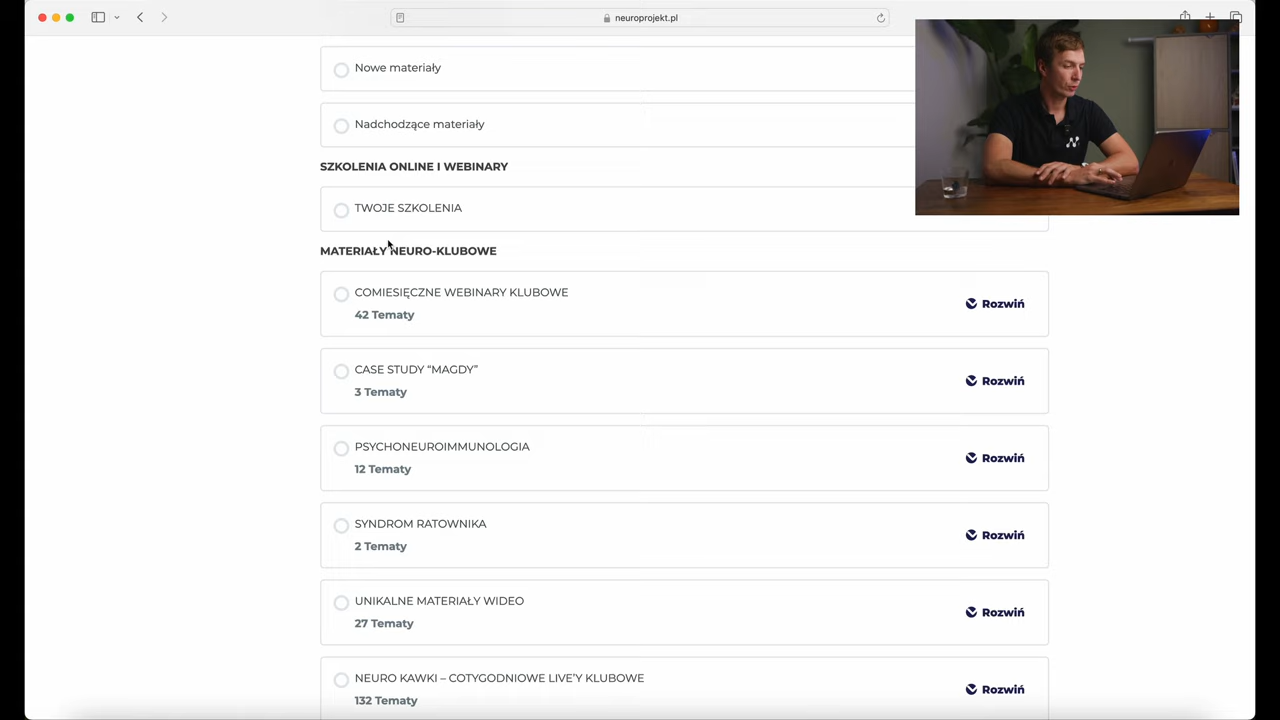 neuroprojekt.pl
Nowe materiały
Nadchodzące materiały
SZKOLENIA ONLINE I WEBINARY
TWOJE SZKOLENIA
MATERIAŁY NEURO-KLUBOWE
COMIESIĘCZNE WEBINARY KLUBOWE
42 Tematy
Rozwiń
CASE STUDY “MAGDY”
3 Tematy
Rozwiń
PSYCHONEUROIMMUNOLOGIA
12 Tematy
Rozwiń
SYNDROM RATOWNIKA
2 Tematy
Rozwiń
UNIKALNE MATERIAŁY WIDEO
27 Tematy
Rozwiń
NEURO KAWKI – COTYGODNIOWE LIVE’Y KLUBOWE
132 Tematy
Rozwiń